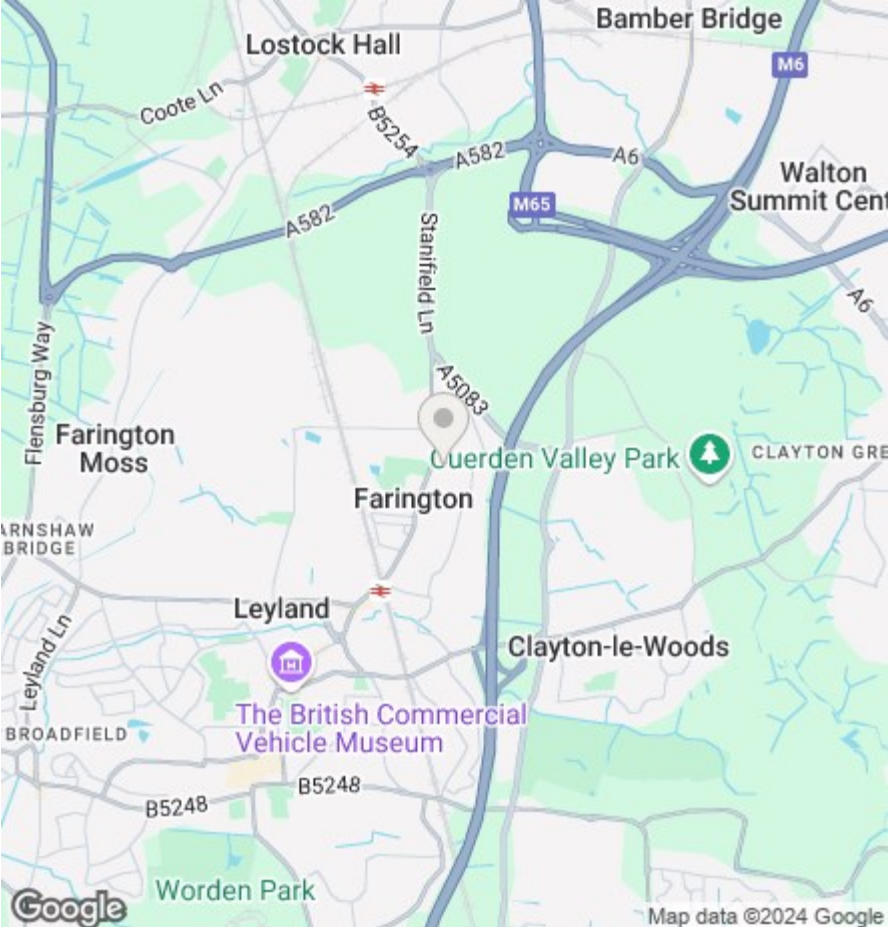 Bamber Bridge
Lostock Hall
M6
Coote Ln
B5254
A582
A6
Walton
Summit Cent
M65
A582
Stanifield Ln
A6
Flensburg Way
A5083
Farington
Moss
Cuerden Valley Park
CLAYTON GRE
Farington
ARNSHAW
BRIDGE
Leyland
Leyland Ln
Clayton-le-Woods
The British Commercial
Vehicle Museum
BROADFIELD
B5248
B5248
Worden Park
Google
Map data ©2024 Google